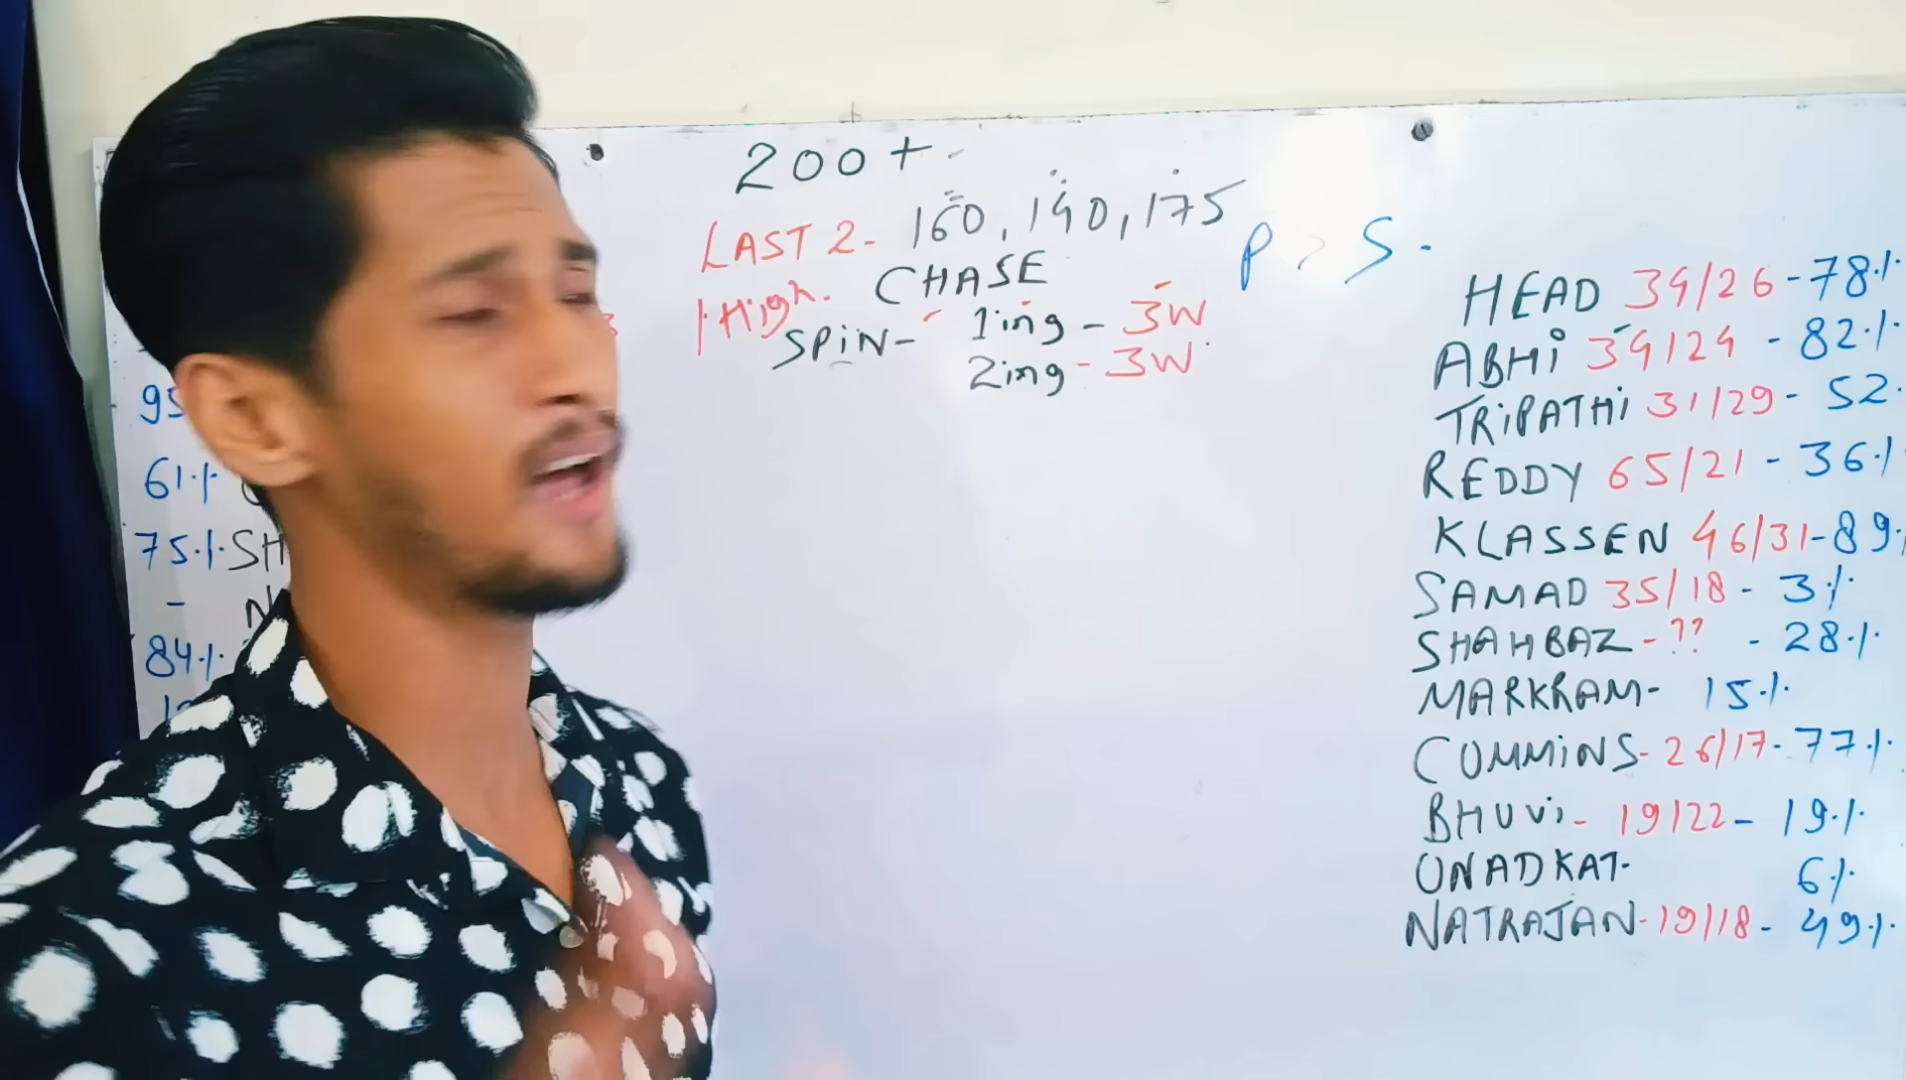 200+
LAST 2- 160, 140, 175
1 High. CHASE
SPIN- 1ing - 3W
2ing - 3W
P > S.
95
61.%
75.%. SH
-
84.%
HEAD 34/26 - 78.%
ABHi 34/24 - 82.%
TRiPATHi 31/29 - 52.
REDDY 65/21 - 36.%
KLASSEN 46/31 - 89.
SAMAD 35/18 - 3%
SHAHBAZ - ?? - 28.%
MARKRAM - 15.%
CUMMiNS - 26/17 - 77.%
BHUVi - 19/22 - 19.%
UNADKAT- 6%
NATRAJAN - 19/18 - 49.%